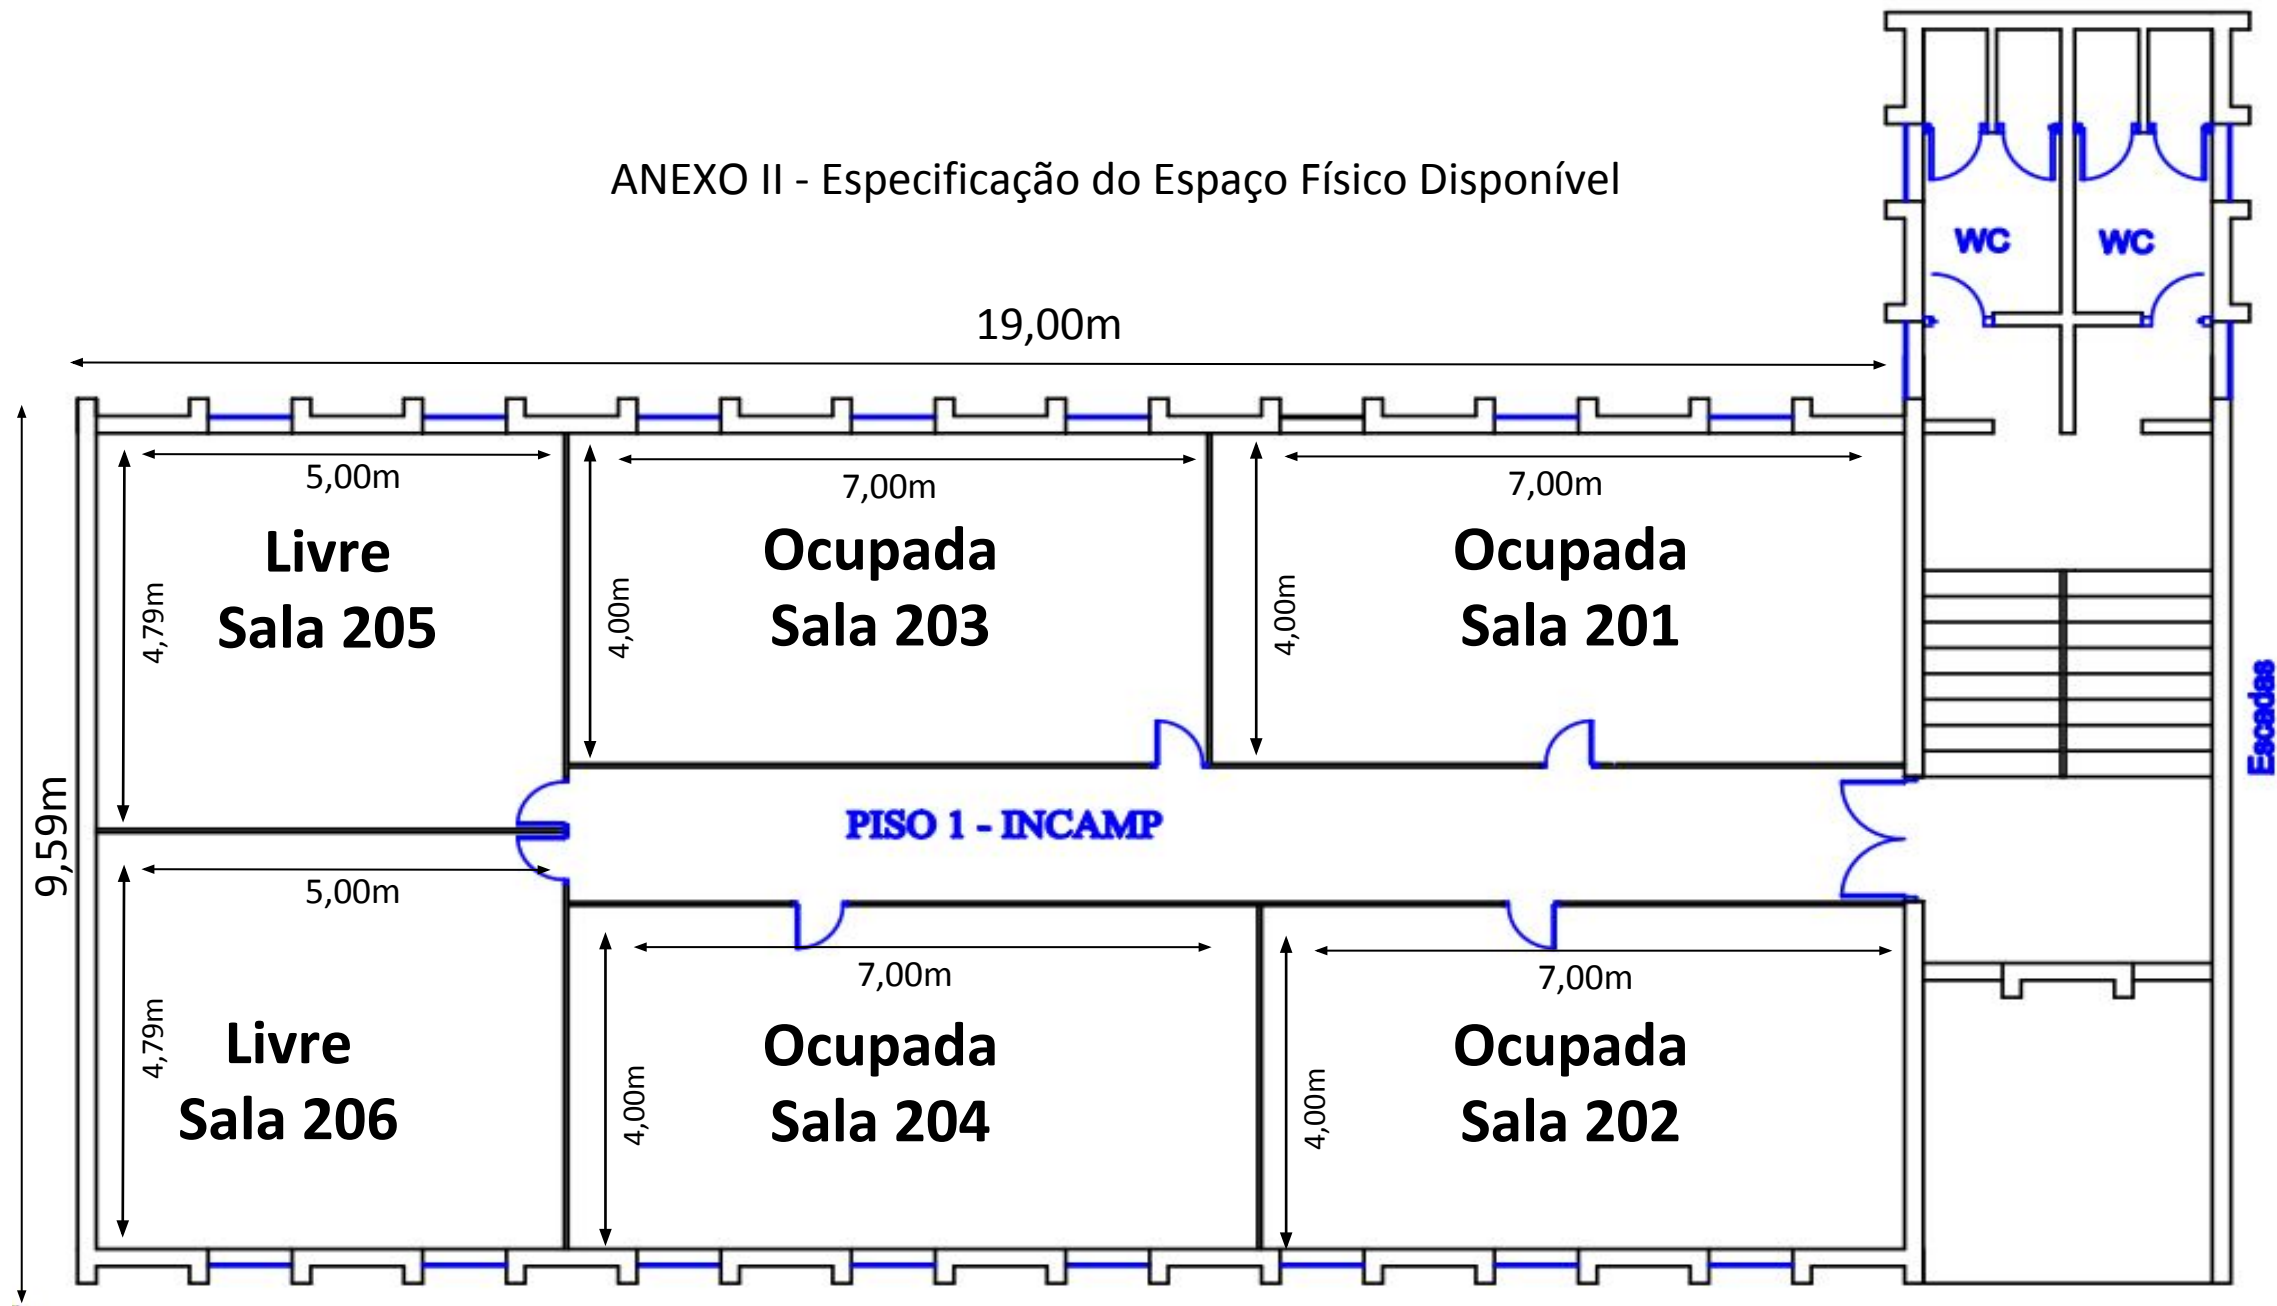 ANEXO II - Especificação do Espaço Físico Disponível
WC
WC
19,00m
9,59m
5,00m
4,79m
Livre
Sala 205
7,00m
4,00m
Ocupada
Sala 203
7,00m
4,00m
Ocupada
Sala 201
Escadas
PISO 1 - INCAMP
5,00m
4,79m
Livre
Sala 206
7,00m
4,00m
Ocupada
Sala 204
7,00m
4,00m
Ocupada
Sala 202